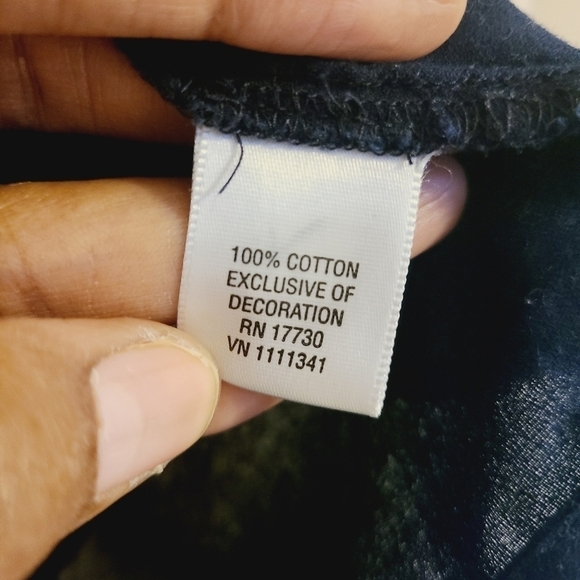 100% COTTON
EXCLUSIVE OF
DECORATION
RN 17730
VN 1111341